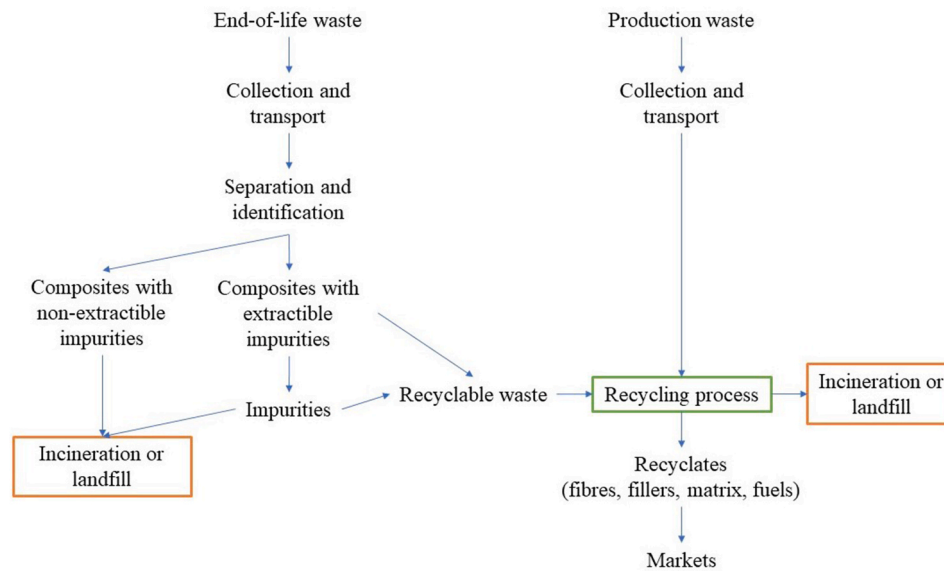 End-of-life waste
Production waste
Collection and
transport
Collection and
transport
Separation and
identification
Composites with
non-extractible
impurities
Composites with
extractible
impurities
Impurities
Recyclable waste
Recycling process
Incineration or
landfill
Incineration or
landfill
Recyclates
(fibres, fillers, matrix, fuels)
Markets